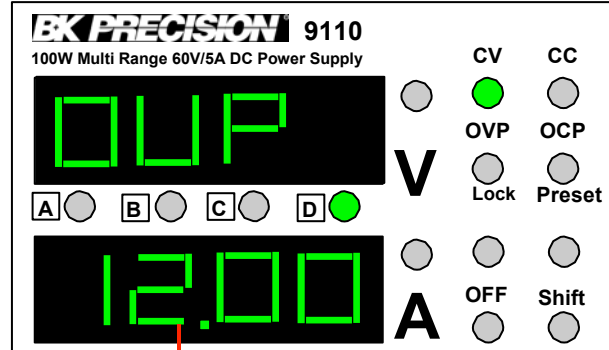 BK PRECISION® 9110
100W Multi Range 60V/5A DC Power Supply
CV CC
OUP
OVP OCP
V
Lock Preset
A B C D
12.00
A
OFF Shift